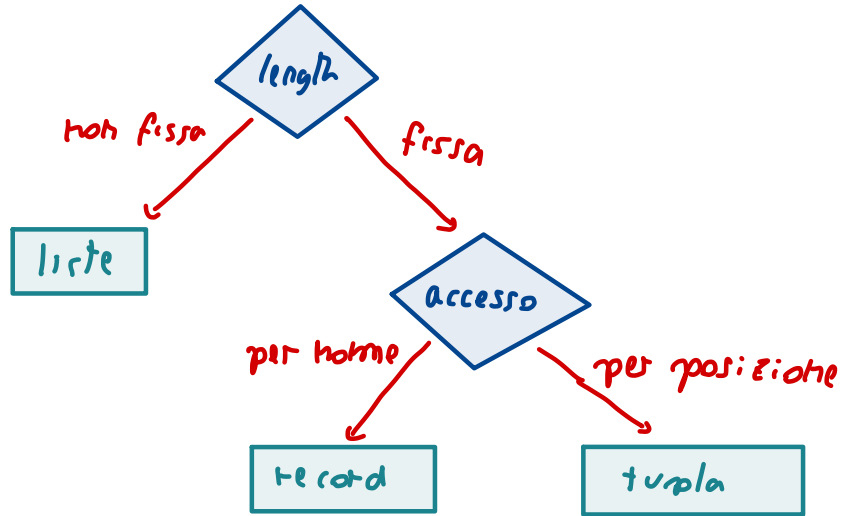 length
non fissa
fissa
liste
accesso
per nome
per posizione
record
tupla